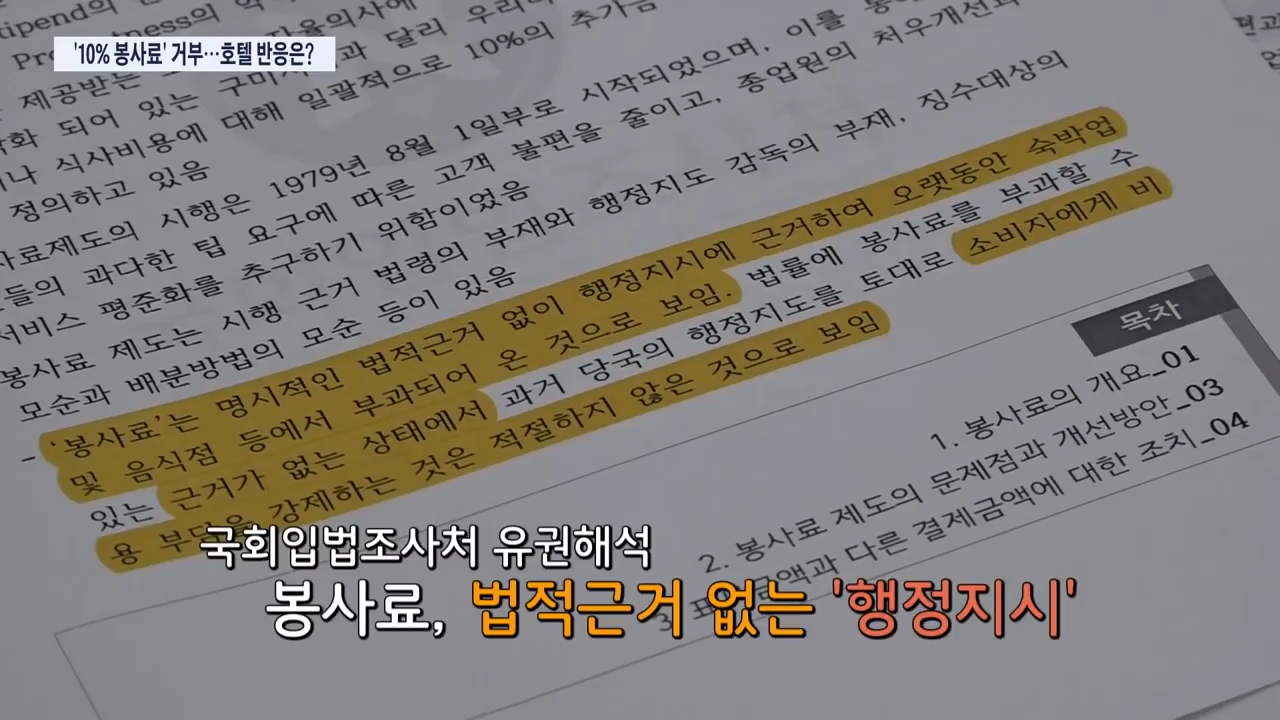 '10% 봉사료' 거부…호텔 반응은?
제공받는
되어 있는 구미 달리 우리
나 식사비용에 대해 일괄적으로 10%의 추가금
정의하고 있음
사료제도의 시행은 1979년 8월 1일부로 시작되었으며, 이를
들의 과다한 팁 요구에 따른 고객 불편을 줄이고, 종업원의 처우개선과
서비스 평준화를 추구하기 위함이었음
봉사료 제도는 시행 근거 법령의 부재와 행정지도 감독의 부재, 징수대상의
모순과 배분방법의 모순 등이 있음
- '봉사료'는 명시적인 법적근거 없이 행정지시에 근거하여 오랫동안 숙박업
및 음식점 등에서 부과되어 온 것으로 보임. 법률에 봉사료를 부과할 수
있는 근거가 없는 상태에서 과거 당국의 행정지도를 토대로 소비자에게 비
용 부담을 강제하는 것은 적절하지 않은 것으로 보임
목차
1. 봉사료의 개요_01
2. 봉사료 제도의 문제점과 개선방안_03
3. 표 금액과 다른 결제금액에 대한 조치_04
국회입법조사처 유권해석
봉사료, 법적근거 없는 '행정지시'